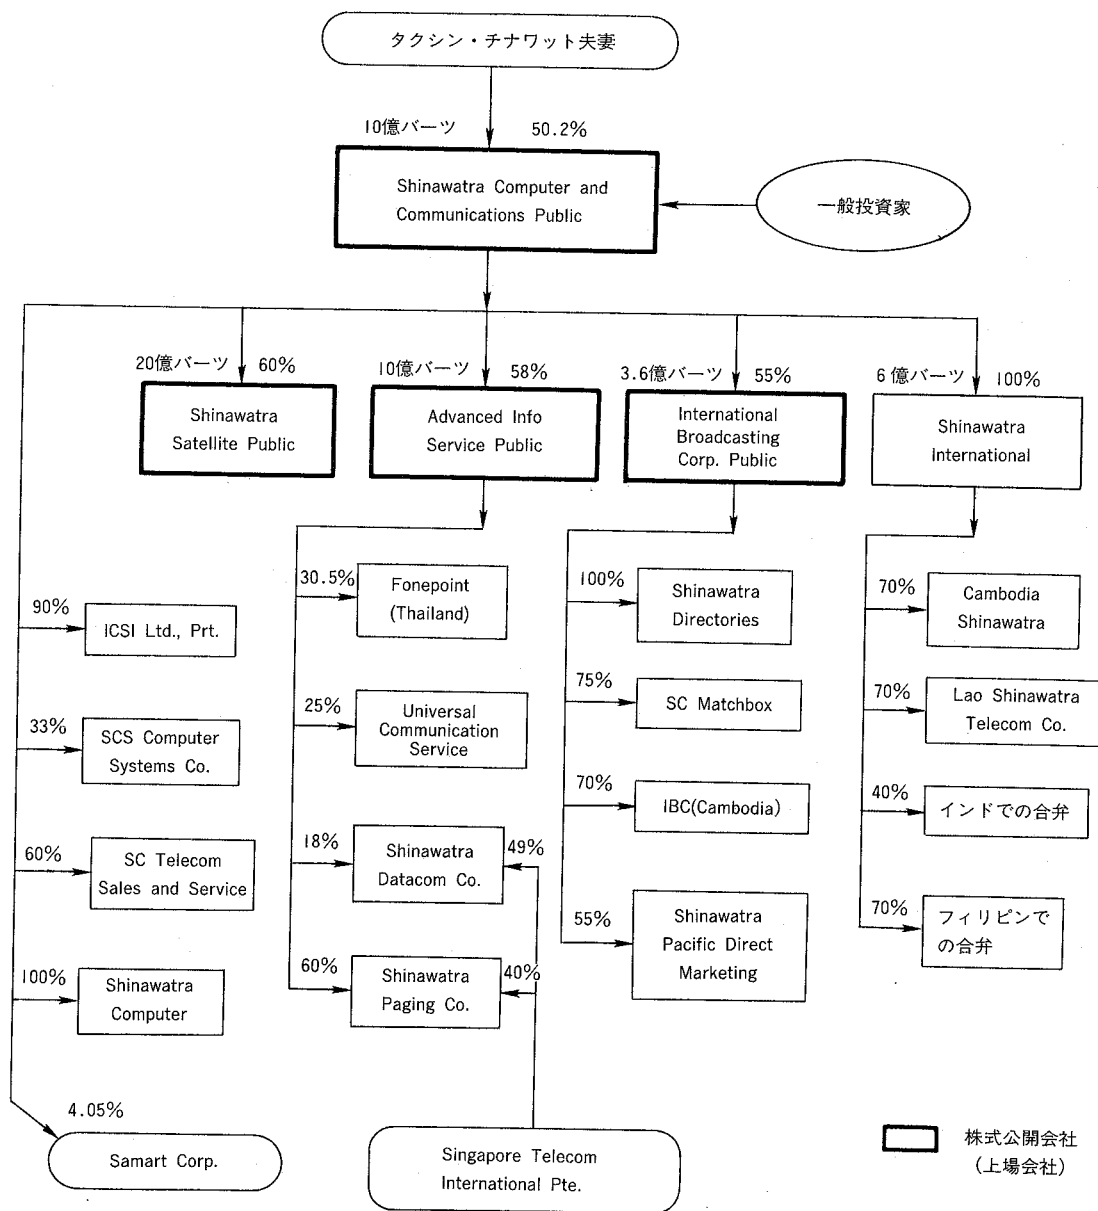 タクシン・チナワット夫妻
10億バーツ 50.2%
Shinawatra Computer and
Communications Public
一般投資家
20億バーツ 60%
Shinawatra
Satellite Public
10億バーツ 58%
Advanced Info
Service Public
3.6億バーツ 55%
International
Broadcasting
Corp. Public
6億バーツ 100%
Shinawatra
International
90%
ICSI Ltd., Prt.
33%
SCS Computer
Systems Co.
60%
SC Telecom
Sales and Service
100%
Shinawatra
Computer
4.05%
Samart Corp.
30.5%
Fonepoint
(Thailand)
25%
Universal
Communication
Service
18%
Shinawatra
Datacom Co.
49%
60%
Shinawatra
Paging Co.
40%
Singapore Telecom
International Pte.
100%
Shinawatra
Directories
75%
SC Matchbox
70%
IBC(Cambodia)
55%
Shinawatra
Pacific Direct
Marketing
70%
Cambodia
Shinawatra
70%
Lao Shinawatra
Telecom Co.
40%
インドでの合弁
70%
フィリピンで
の合弁
株式公開会社
(上場会社)